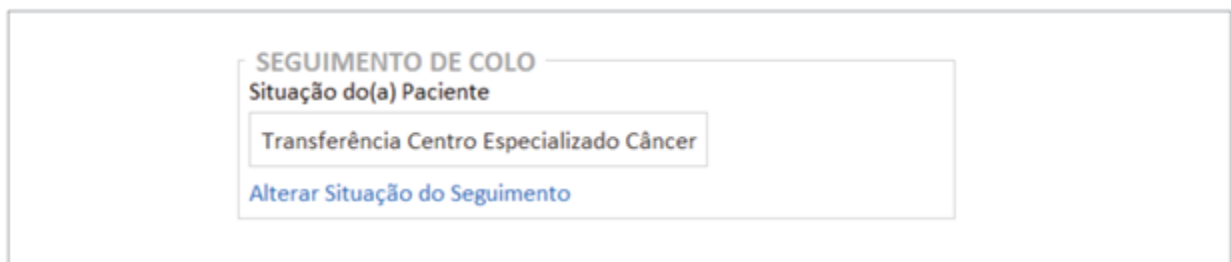 SEGUIMENTO DE COLO
Situação do(a) Paciente
Transferência Centro Especializado Câncer
Alterar Situação do Seguimento